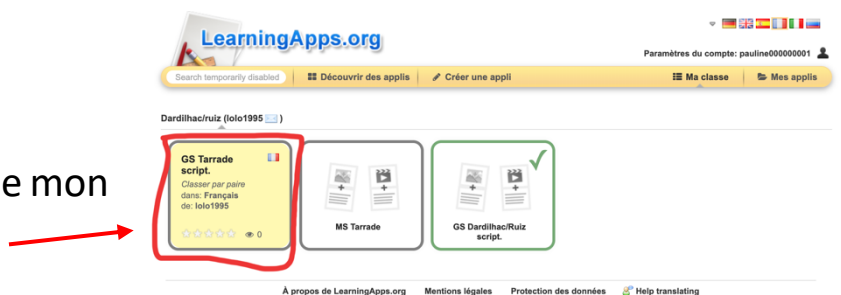 LearningApps.org
Paramètres du compte: pauline000000001
Search temporarily disabled
Découvrir des applis
Créer une appli
Ma classe
Mes applis
Dardilhac/ruiz (lolo1995 )
GS Tarrade
script.
Classer par paire
dans: Français
de: lolo1995
0
MS Tarrade
GS Dardilhac/Ruiz
script.
e mon
À propos de LearningApps.org
Mentions légales
Protection des données
Help translating